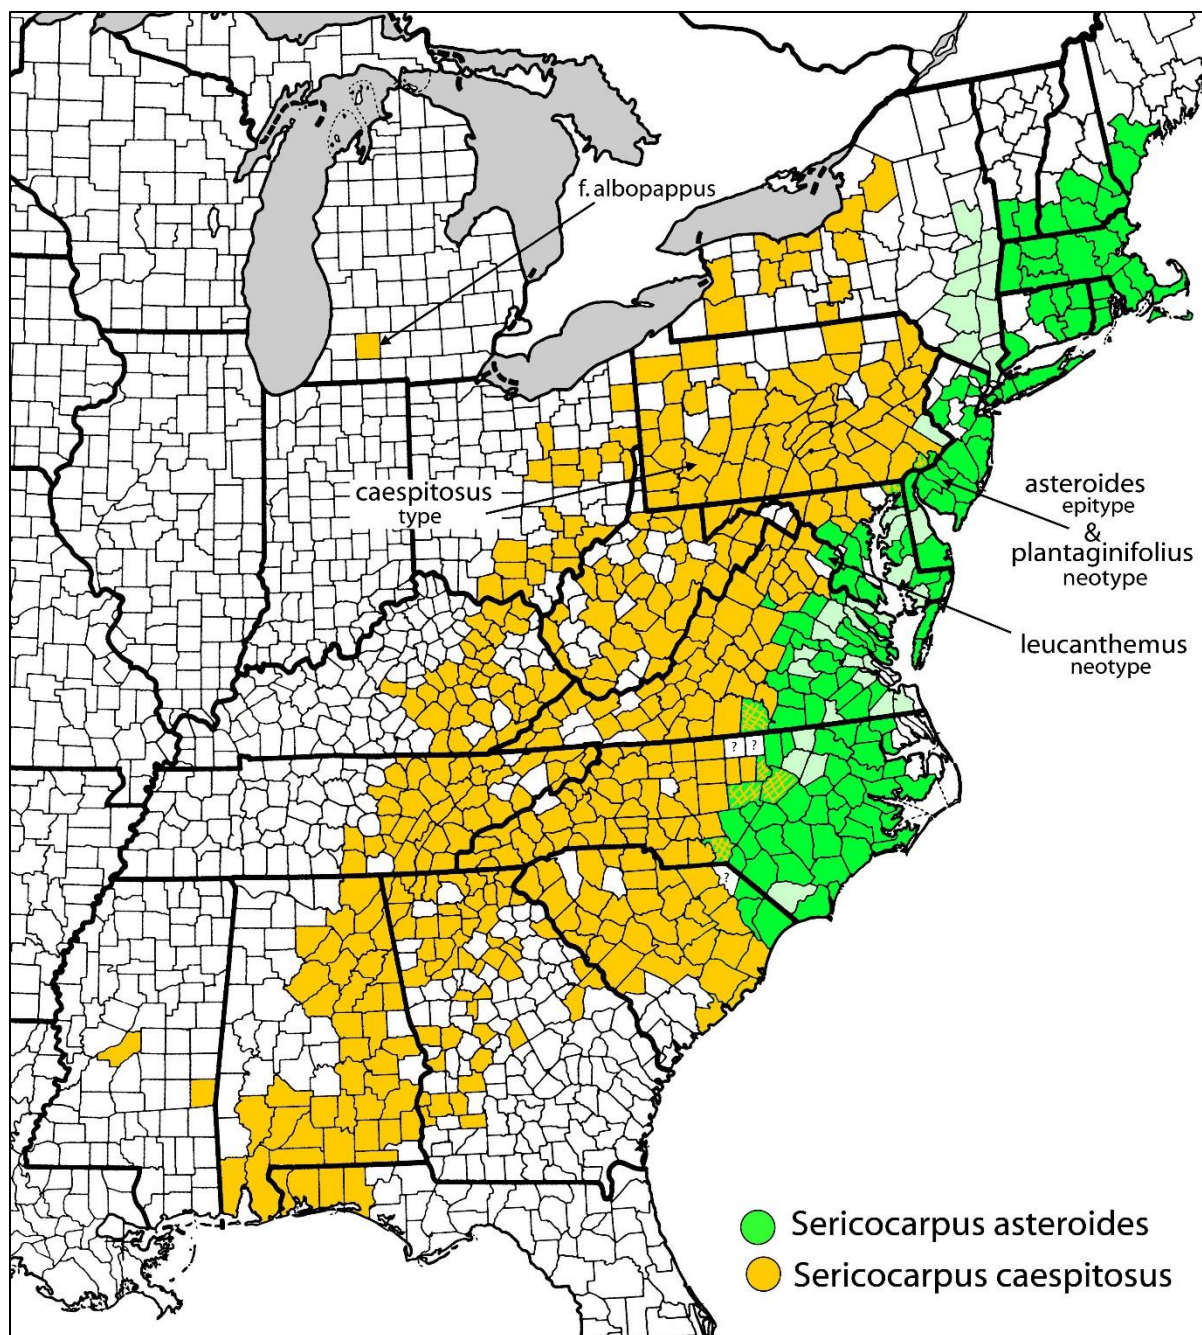 f. albopappus
caespitosus
type
asteroides
epitype
&
plantaginifolius
neotype
leucanthemus
neotype
? ?
?
Sericocarpus asteroides
Sericocarpus caespitosus